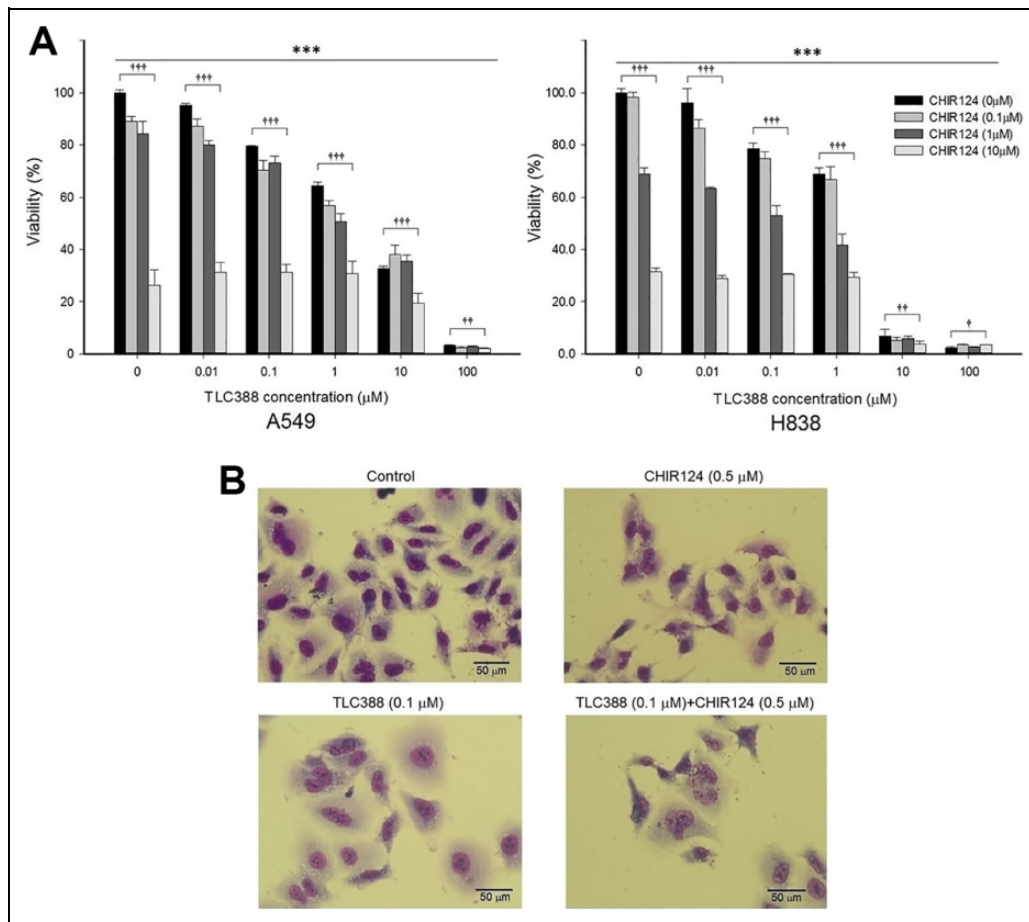 A
***
†††
†††
†††
†††
†††
††
Viability (%)
100
80
60
40
20
0
0 0.01 0.1 1 10 100
TLC388 concentration (μM)
A549
***
†††
†††
†††
†††
††
†
CHIR124 (0μM)
CHIR124 (0.1μM)
CHIR124 (1μM)
CHIR124 (10μM)
Viability (%)
100.0
80.0
60.0
40.0
20.0
0.0
0 0.01 0.1 1 10 100
TLC388 concentration (μM)
H838
B
Control
50 μm
CHIR124 (0.5 μM)
50 μm
TLC388 (0.1 μM)
50 μm
TLC388 (0.1 μM)+CHIR124 (0.5 μM)
50 μm